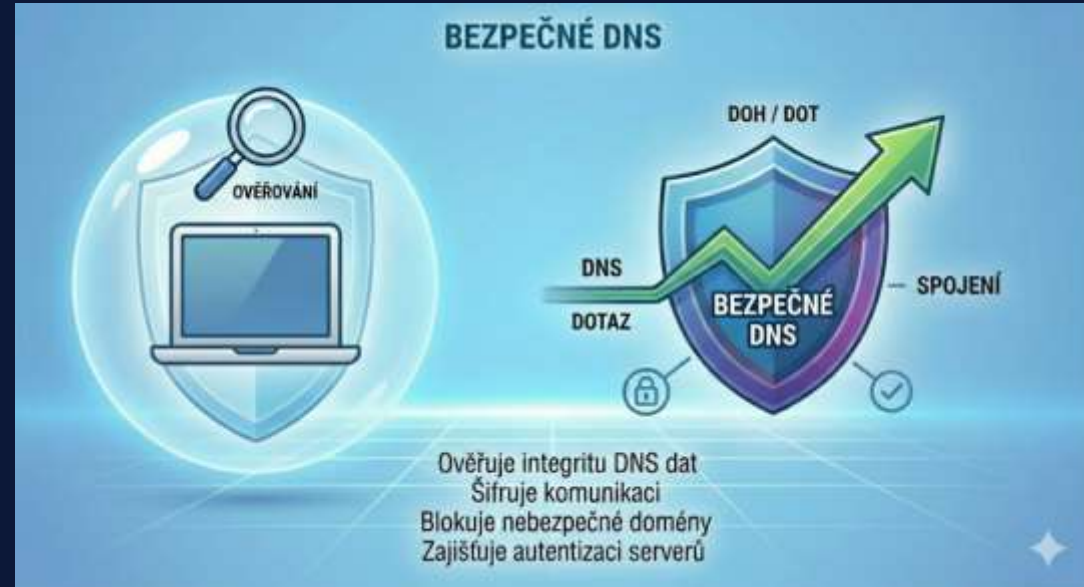 BEZPEČNÉ DNS
OVĚŘOVÁNÍ
DOH / DOT
DNS
DOTAZ
BEZPEČNÉ
DNS
SPOJENÍ
Ověřuje integritu DNS dat
Šifruje komunikaci
Blokuje nebezpečné domény
Zajišťuje autentizaci serverů